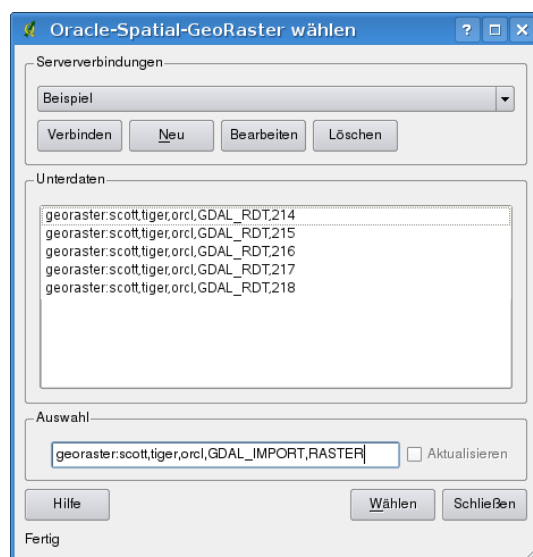 Oracle-Spatial-GeoRaster wählen
Serververbindungen
Beispiel
Verbinden Neu Bearbeiten Löschen
Unterdaten
georaster:scott,tiger,orcl,GDAL_RDT,214
georaster:scott,tiger,orcl,GDAL_RDT,215
georaster:scott,tiger,orcl,GDAL_RDT,216
georaster:scott,tiger,orcl,GDAL_RDT,217
georaster:scott,tiger,orcl,GDAL_RDT,218
Auswahl
georaster:scott,tiger,orcl,GDAL_IMPORT,RASTER Aktualisieren
Hilfe Wählen Schließen
Fertig